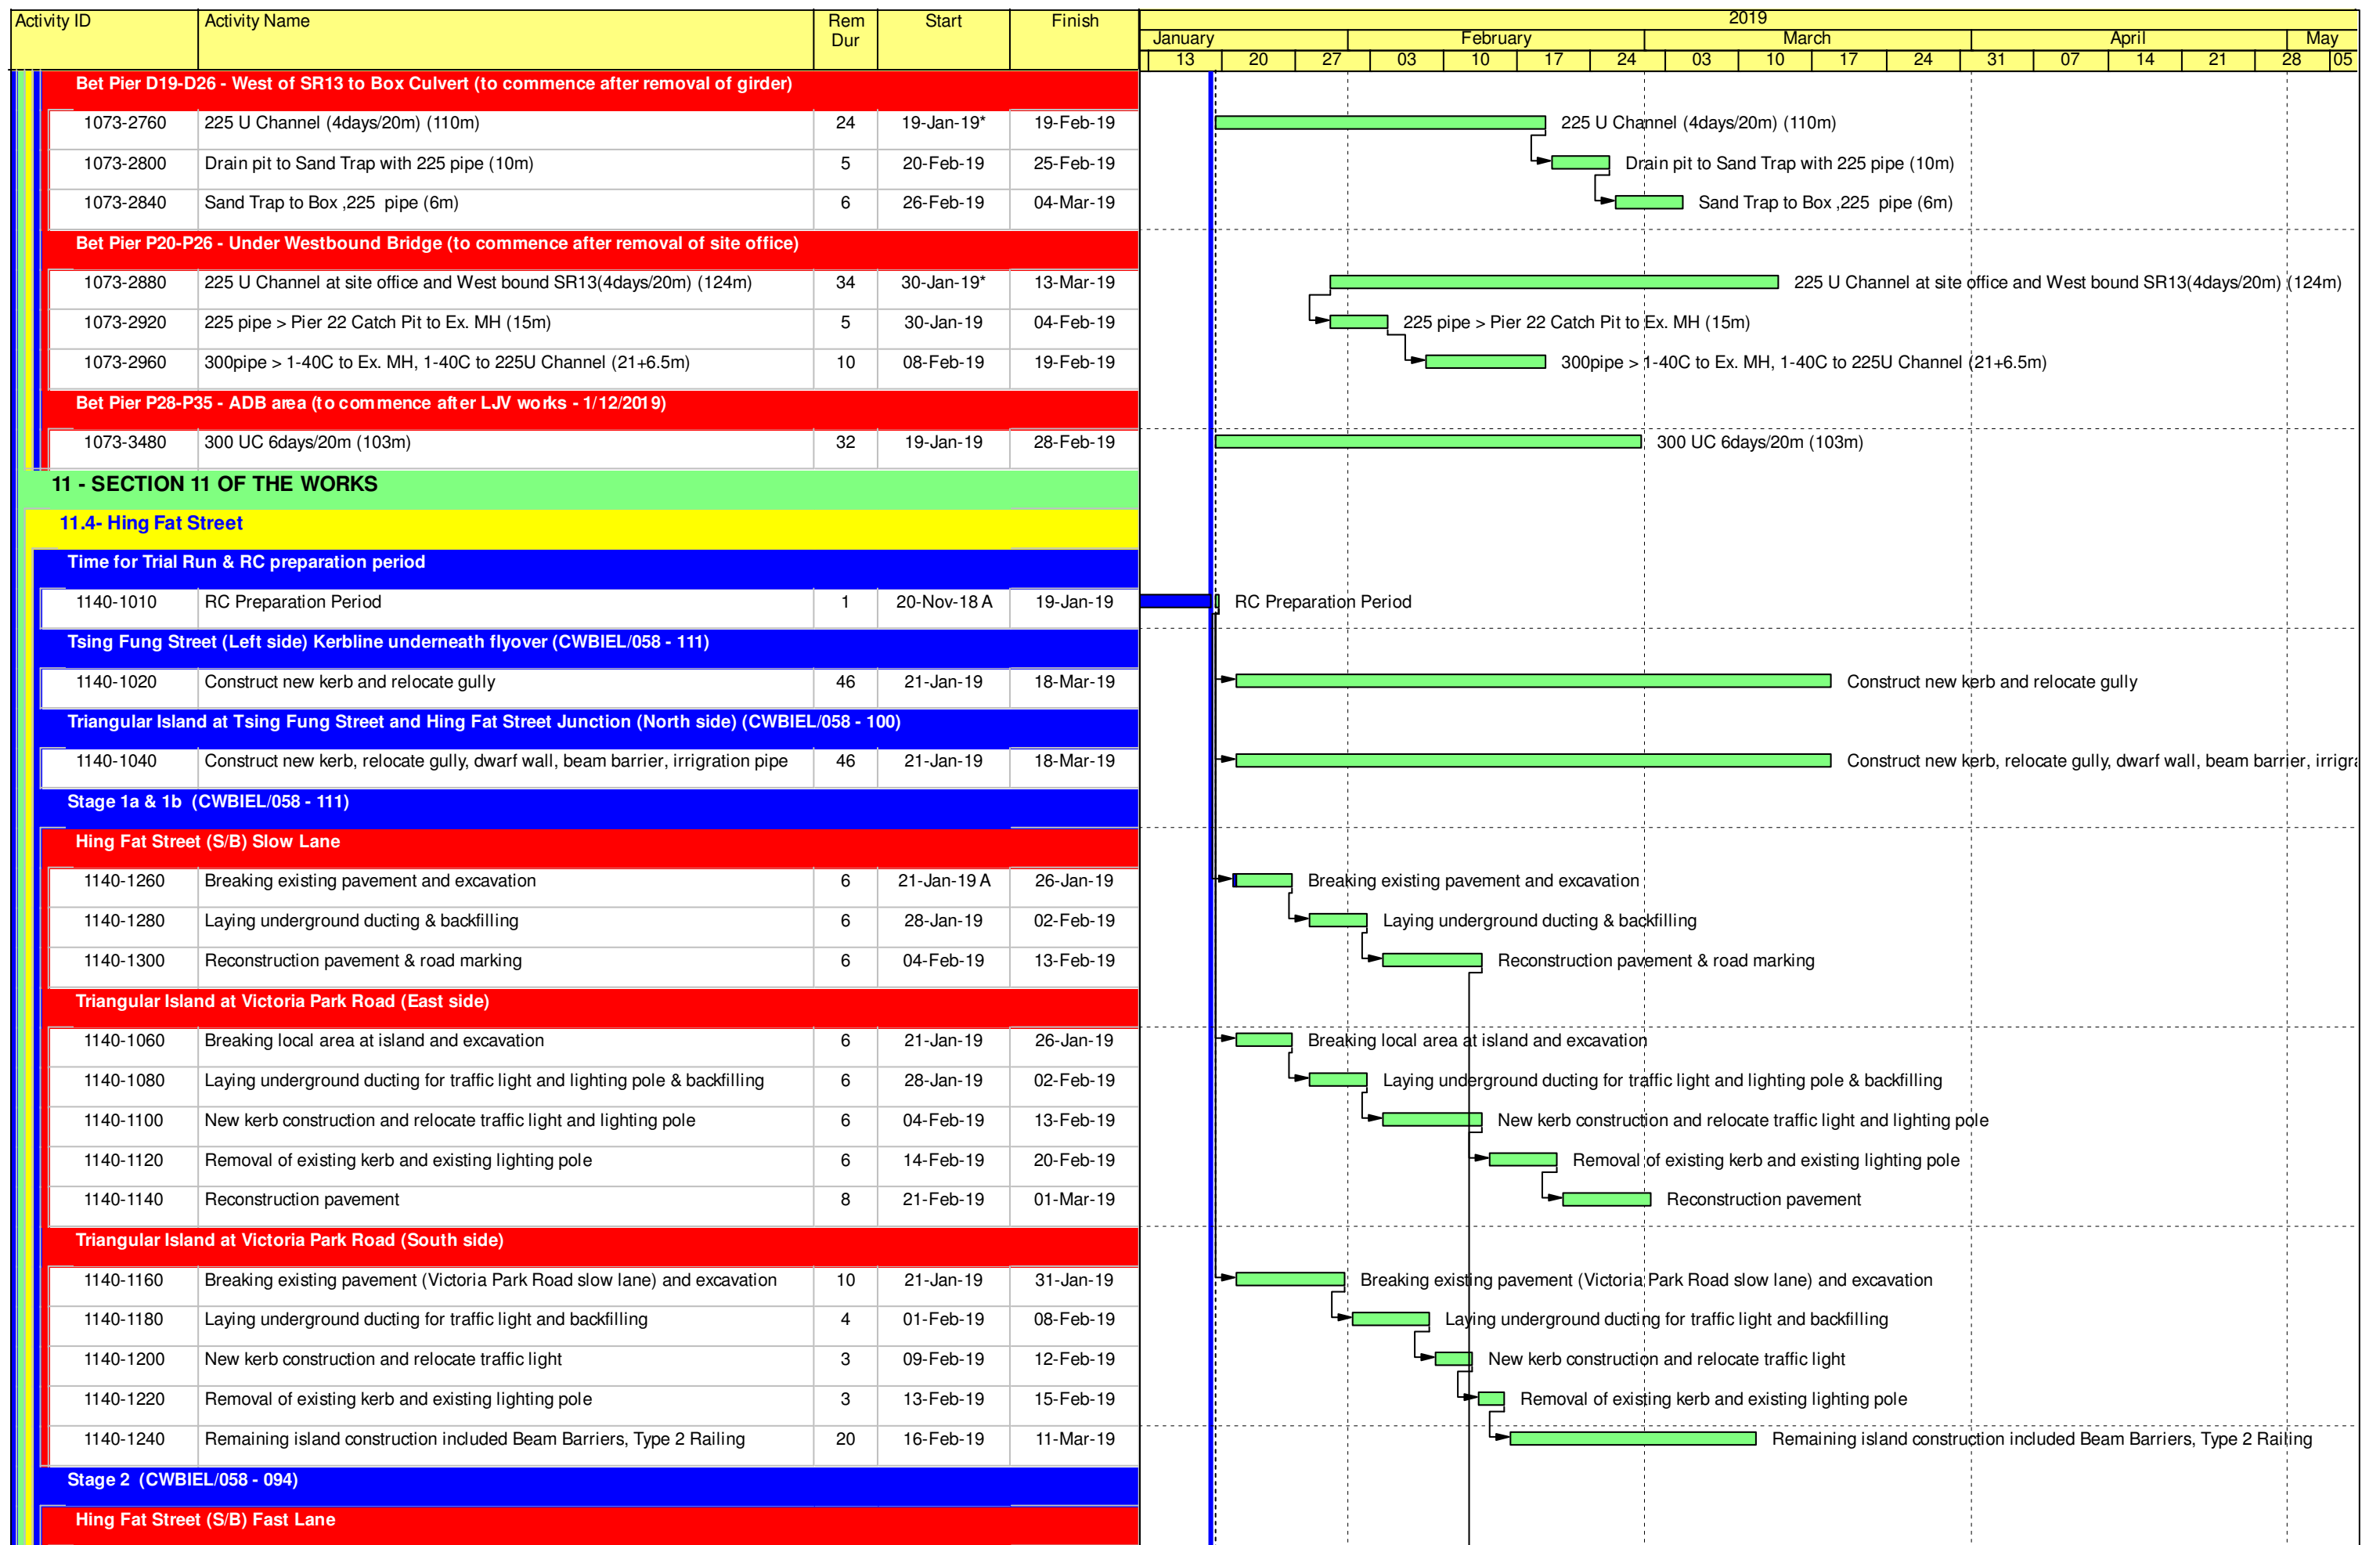 Activity ID Activity Name Rem Dur Start Finish 2019
January February March April May
13 20 27 03 10 17 24 03 10 17 24 31 07 14 21 28 05
Bet Pier D19-D26 - West of SR13 to Box Culvert (to commence after removal of girder)
1073-2760 225 U Channel (4days/20m) (110m) 24 19-Jan-19* 19-Feb-19 225 U Channel (4days/20m) (110m)
1073-2800 Drain pit to Sand Trap with 225 pipe (10m) 5 20-Feb-19 25-Feb-19 Drain pit to Sand Trap with 225 pipe (10m)
1073-2840 Sand Trap to Box ,225 pipe (6m) 6 26-Feb-19 04-Mar-19 Sand Trap to Box ,225 pipe (6m)
Bet Pier P20-P26 - Under Westbound Bridge (to commence after removal of site office)
1073-2880 225 U Channel at site office and West bound SR13(4days/20m) (124m) 34 30-Jan-19* 13-Mar-19 225 U Channel at site office and West bound SR13(4days/20m) (124m)
1073-2920 225 pipe > Pier 22 Catch Pit to Ex. MH (15m) 5 30-Jan-19 04-Feb-19 225 pipe > Pier 22 Catch Pit to Ex. MH (15m)
1073-2960 300pipe > 1-40C to Ex. MH, 1-40C to 225U Channel (21+6.5m) 10 08-Feb-19 19-Feb-19 300pipe > 1-40C to Ex. MH, 1-40C to 225U Channel (21+6.5m)
Bet Pier P28-P35 - ADB area (to commence after LJV works - 1/12/2019)
1073-3480 300 UC 6days/20m (103m) 32 19-Jan-19 28-Feb-19 300 UC 6days/20m (103m)
11 - SECTION 11 OF THE WORKS
11.4- Hing Fat Street
Time for Trial Run & RC preparation period
1140-1010 RC Preparation Period 1 20-Nov-18 A 19-Jan-19 RC Preparation Period
Tsing Fung Street (Left side) Kerbline underneath flyover (CWBIEL/058 - 111)
1140-1020 Construct new kerb and relocate gully 46 21-Jan-19 18-Mar-19 Construct new kerb and relocate gully
Triangular Island at Tsing Fung Street and Hing Fat Street Junction (North side) (CWBIEL/058 - 100)
1140-1040 Construct new kerb, relocate gully, dwarf wall, beam barrier, irrigration pipe 46 21-Jan-19 18-Mar-19 Construct new kerb, relocate gully, dwarf wall, beam barrier, irrigra
Stage 1a & 1b (CWBIEL/058 - 111)
Hing Fat Street (S/B) Slow Lane
1140-1260 Breaking existing pavement and excavation 6 21-Jan-19 A 26-Jan-19 Breaking existing pavement and excavation
1140-1280 Laying underground ducting & backfilling 6 28-Jan-19 02-Feb-19 Laying underground ducting & backfilling
1140-1300 Reconstruction pavement & road marking 6 04-Feb-19 13-Feb-19 Reconstruction pavement & road marking
Triangular Island at Victoria Park Road (East side)
1140-1060 Breaking local area at island and excavation 6 21-Jan-19 26-Jan-19 Breaking local area at island and excavation
1140-1080 Laying underground ducting for traffic light and lighting pole & backfilling 6 28-Jan-19 02-Feb-19 Laying underground ducting for traffic light and lighting pole & backfilling
1140-1100 New kerb construction and relocate traffic light and lighting pole 6 04-Feb-19 13-Feb-19 New kerb construction and relocate traffic light and lighting pole
1140-1120 Removal of existing kerb and existing lighting pole 6 14-Feb-19 20-Feb-19 Removal of existing kerb and existing lighting pole
1140-1140 Reconstruction pavement 8 21-Feb-19 01-Mar-19 Reconstruction pavement
Triangular Island at Victoria Park Road (South side)
1140-1160 Breaking existing pavement (Victoria Park Road slow lane) and excavation 10 21-Jan-19 31-Jan-19 Breaking existing pavement (Victoria Park Road slow lane) and excavation
1140-1180 Laying underground ducting for traffic light and backfilling 4 01-Feb-19 08-Feb-19 Laying underground ducting for traffic light and backfilling
1140-1200 New kerb construction and relocate traffic light 3 09-Feb-19 12-Feb-19 New kerb construction and relocate traffic light
1140-1220 Removal of existing kerb and existing lighting pole 3 13-Feb-19 15-Feb-19 Removal of existing kerb and existing lighting pole
1140-1240 Remaining island construction included Beam Barriers, Type 2 Railing 20 16-Feb-19 11-Mar-19 Remaining island construction included Beam Barriers, Type 2 Railing
Stage 2 (CWBIEL/058 - 094)
Hing Fat Street (S/B) Fast Lane